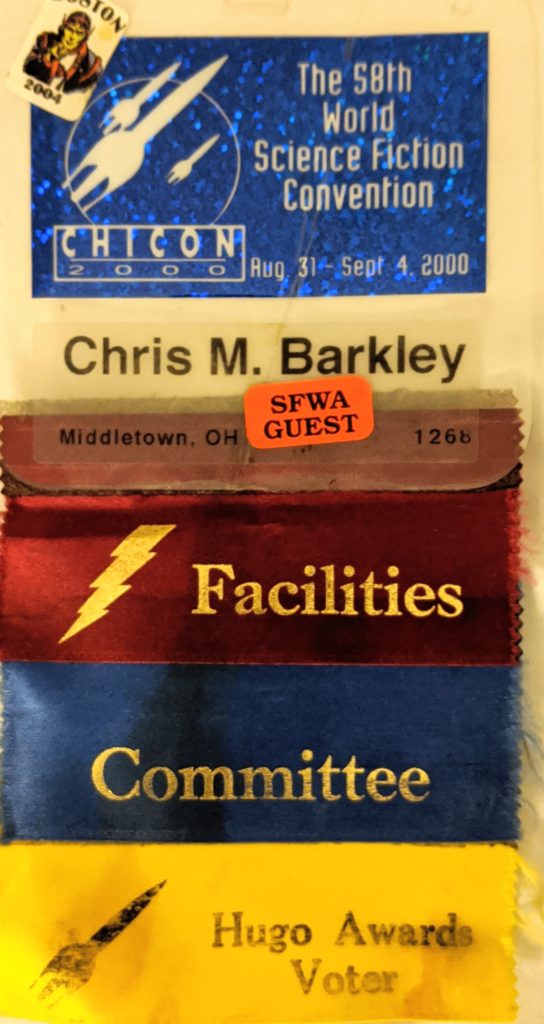 BOSTON
2004
The 58th
World
Science Fiction
Convention
CHICON
2000
Aug. 31 - Sept 4, 2000
Chris M. Barkley
SFWA
GUEST
Middletown, OH
1268
Facilities
Committee
Hugo Awards
Voter